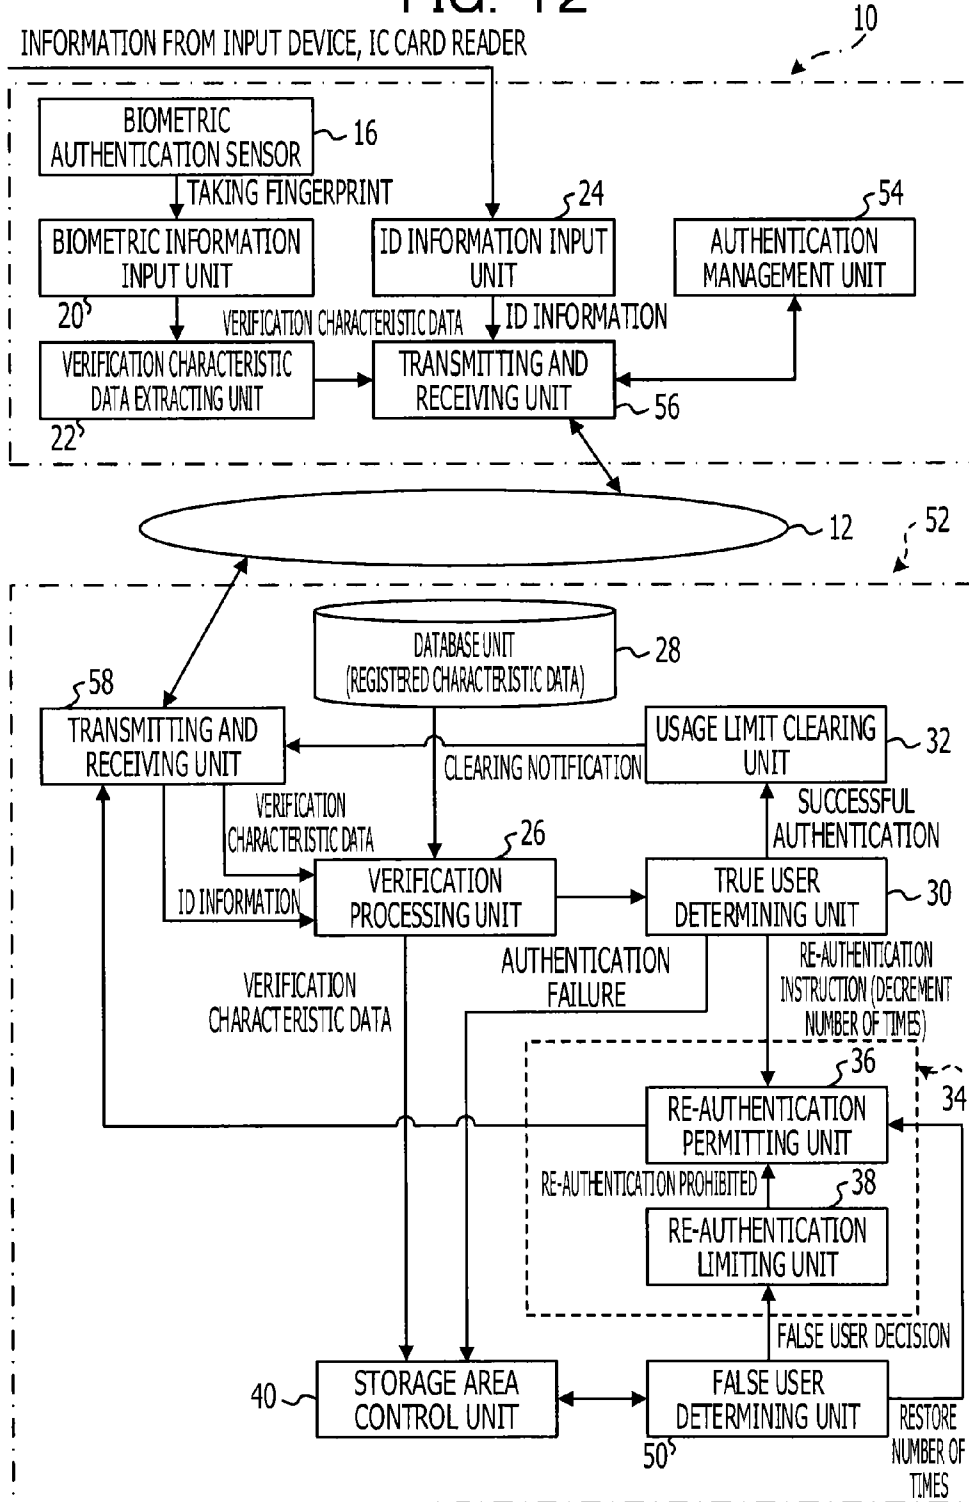 FIG. 12
INFORMATION FROM INPUT DEVICE, IC CARD READER
10
BIOMETRIC
AUTHENTICATION SENSOR
16
TAKING FINGERPRINT
24
54
BIOMETRIC INFORMATION
INPUT UNIT
ID INFORMATION INPUT
UNIT
AUTHENTICATION
MANAGEMENT UNIT
20
VERIFICATION CHARACTERISTIC DATA
ID INFORMATION
VERIFICATION CHARACTERISTIC
DATA EXTRACTING UNIT
TRANSMITTING AND
RECEIVING UNIT
22
56
12
52
DATABASE UNIT
(REGISTERED CHARACTERISTIC DATA)
28
58
TRANSMITTING AND
RECEIVING UNIT
USAGE LIMIT CLEARING
UNIT
32
CLEARING NOTIFICATION
VERIFICATION
CHARACTERISTIC DATA
SUCCESSFUL
AUTHENTICATION
26
VERIFICATION
PROCESSING UNIT
TRUE USER
DETERMINING UNIT
30
ID INFORMATION
VERIFICATION
CHARACTERISTIC DATA
AUTHENTICATION
FAILURE
RE-AUTHENTICATION
INSTRUCTION (DECREMENT
NUMBER OF TIMES)
36
34
RE-AUTHENTICATION
PERMITTING UNIT
RE-AUTHENTICATION PROHIBITED
38
RE-AUTHENTICATION
LIMITING UNIT
FALSE USER DECISION
40
STORAGE AREA
CONTROL UNIT
FALSE USER
DETERMINING UNIT
50
RESTORE
NUMBER OF
TIMES